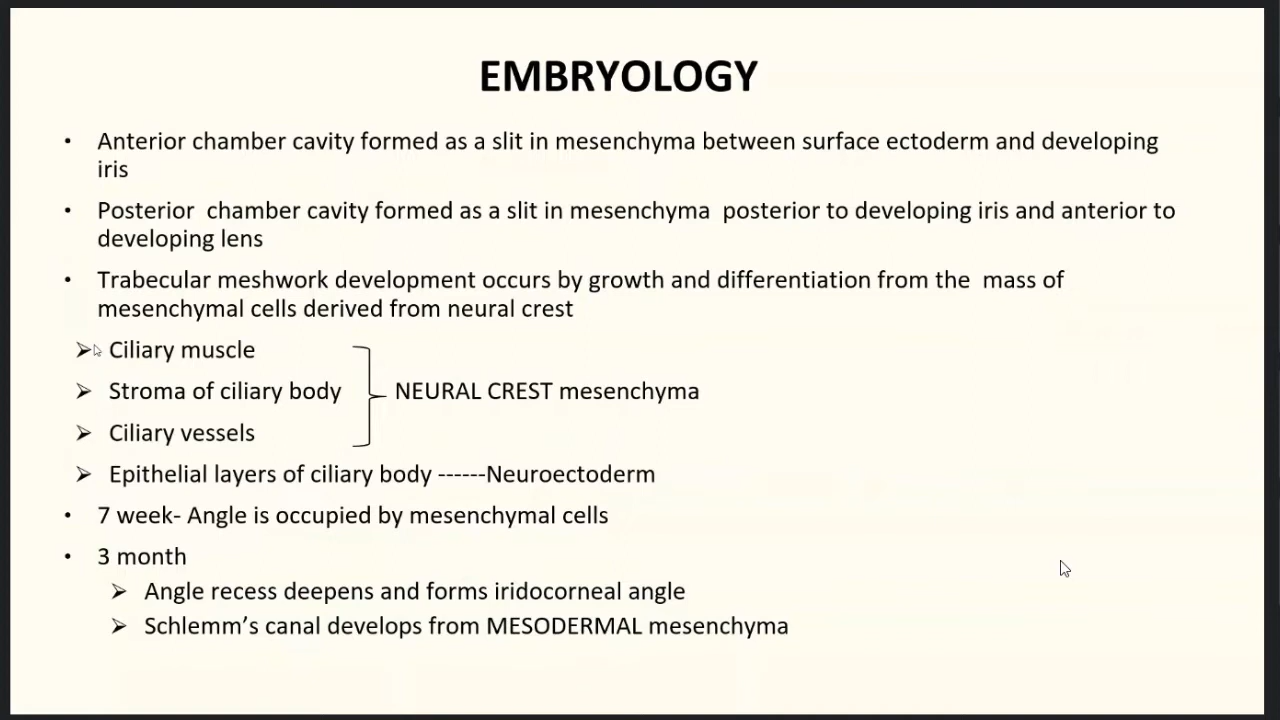 EMBRYOLOGY
• Anterior chamber cavity formed as a slit in mesenchyma between surface ectoderm and developing
iris
• Posterior  chamber cavity formed as a slit in mesenchyma  posterior to developing iris and anterior to
developing lens
• Trabecular meshwork development occurs by growth and differentiation from the  mass of
mesenchymal cells derived from neural crest
➢ Ciliary muscle
➢ Stroma of ciliary body NEURAL CREST mesenchyma
➢ Ciliary vessels
➢ Epithelial layers of ciliary body ------Neuroectoderm
• 7 week- Angle is occupied by mesenchymal cells
• 3 month
➢ Angle recess deepens and forms iridocorneal angle
➢ Schlemm’s canal develops from MESODERMAL mesenchyma